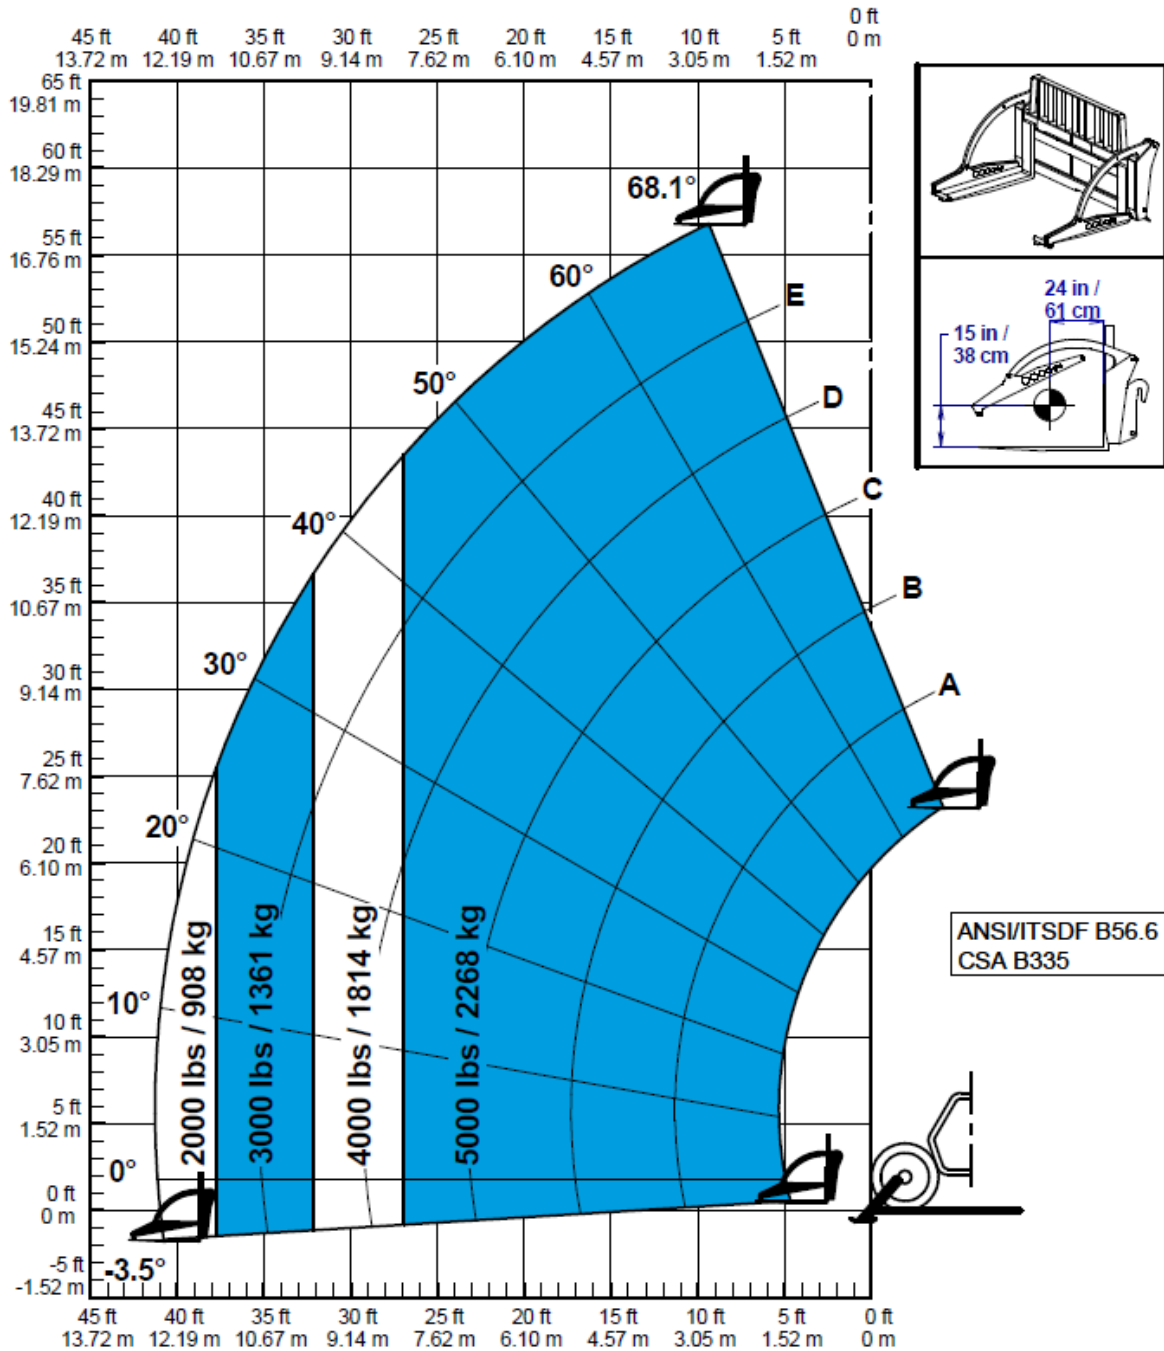 0 ft
0 m
45 ft 40 ft 35 ft 30 ft 25 ft 20 ft 15 ft 10 ft 5 ft
13.72 m 12.19 m 10.67 m 9.14 m 7.62 m 6.10 m 4.57 m 3.05 m 1.52 m
65 ft
19.81 m
60 ft
18.29 m
55 ft
16.76 m
50 ft
15.24 m
45 ft
13.72 m
40 ft
12.19 m
35 ft
10.67 m
30 ft
9.14 m
25 ft
7.62 m
20 ft
6.10 m
15 ft
4.57 m
10 ft
3.05 m
5 ft
1.52 m
0 ft
0 m
-5 ft
-1.52 m
68.1°
60°
50°
40°
30°
20°
10°
0°
-3.5°
E
D
C
B
A
2000 lbs / 908 kg
3000 lbs / 1361 kg
4000 lbs / 1814 kg
5000 lbs / 2268 kg
24 in /
61 cm
15 in /
38 cm
ANSI/ITSDF B56.6
CSA B335
45 ft 40 ft 35 ft 30 ft 25 ft 20 ft 15 ft 10 ft 5 ft 0 ft
13.72 m 12.19 m 10.67 m 9.14 m 7.62 m 6.10 m 4.57 m 3.05 m 1.52 m 0 m